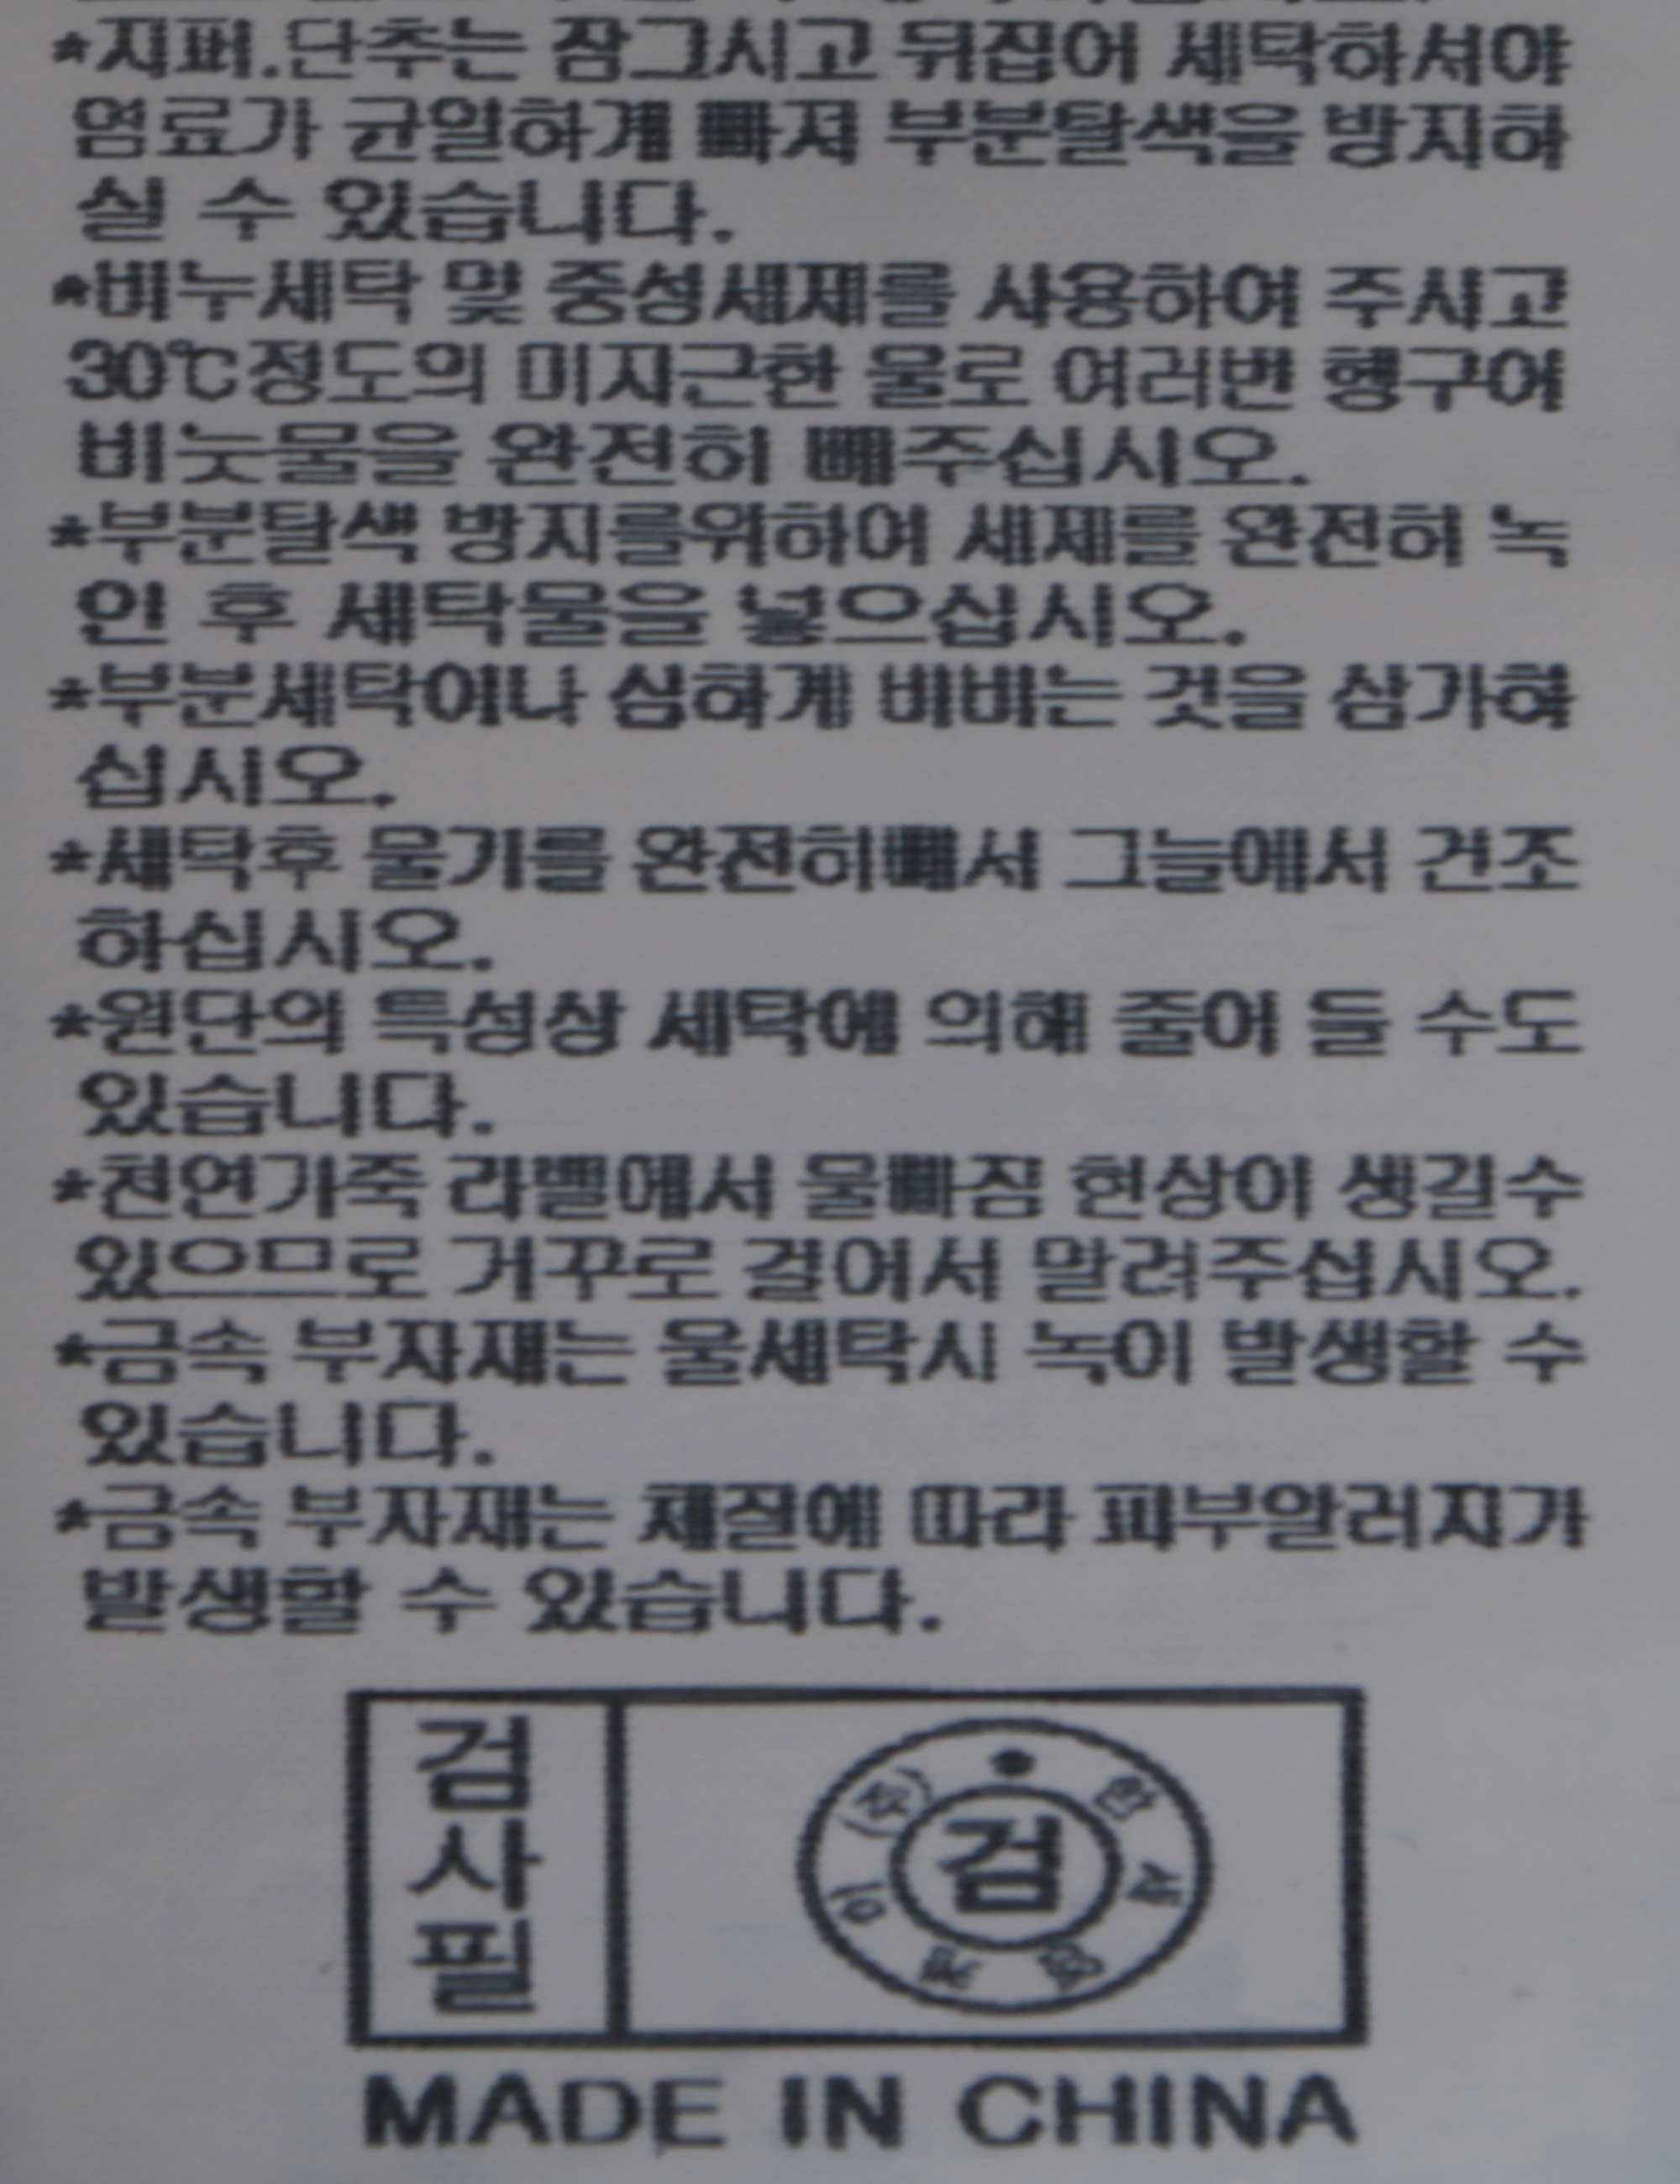 *지퍼.단추는 잠그시고 뒤집어 세탁하셔야
염료가 균일하게 빠져 부분탈색을 방지하
실 수 있습니다.
*비누세탁 및 중성세제를 사용하여 주시고
30℃정도의 미지근한 물로 여러번 헹구어
비눗물을 완전히 빼주십시오.
*부분탈색 방지를위하여 세제를 완전히 녹
인 후 세탁물을 넣으십시오.
*부분세탁이나 심하게 비비는 것을 삼가하
십시오.
*세탁후 물기를 완전히빼서 그늘에서 건조
하십시오.
*원단의 특성상 세탁에 의해 줄어 들 수도
있습니다.
*천연가죽 라벨에서 물빠짐 현상이 생길수
있으므로 거꾸로 걸어서 말려주십시오.
*금속 부자재는 울세탁시 녹이 발생할 수
있습니다.
*금속 부자재는 체질에 따라 피부알러지가
발생할 수 있습니다.
검사필
(주)
검
MADE IN CHINA